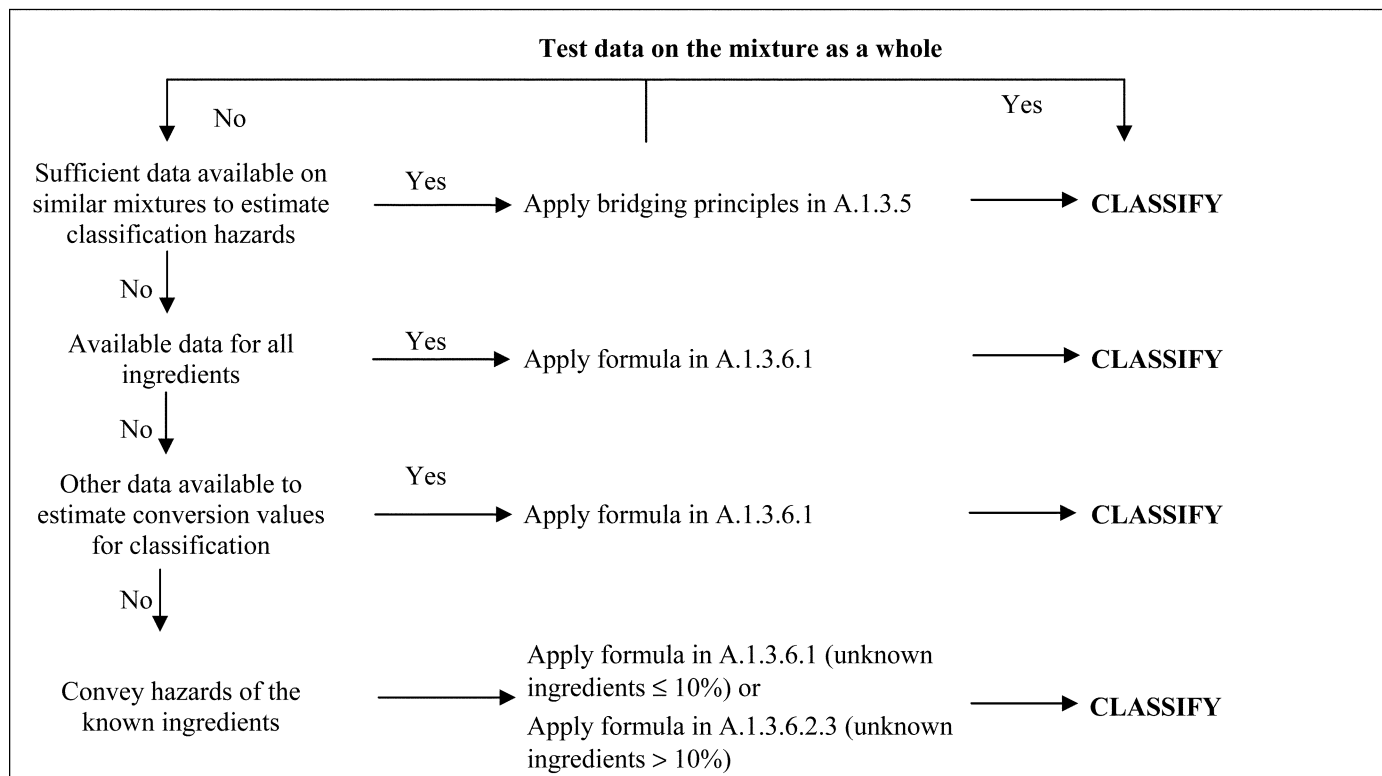 Test data on the mixture as a whole
No
Yes
Sufficient data available on
similar mixtures to estimate
classification hazards
Yes
Apply bridging principles in A.1.3.5
CLASSIFY
No
Available data for all
ingredients
Yes
Apply formula in A.1.3.6.1
CLASSIFY
No
Other data available to
estimate conversion values
for classification
Yes
Apply formula in A.1.3.6.1
CLASSIFY
No
Convey hazards of the
known ingredients
Apply formula in A.1.3.6.1 (unknown
ingredients ≤ 10%) or
Apply formula in A.1.3.6.2.3 (unknown
ingredients > 10%)
CLASSIFY